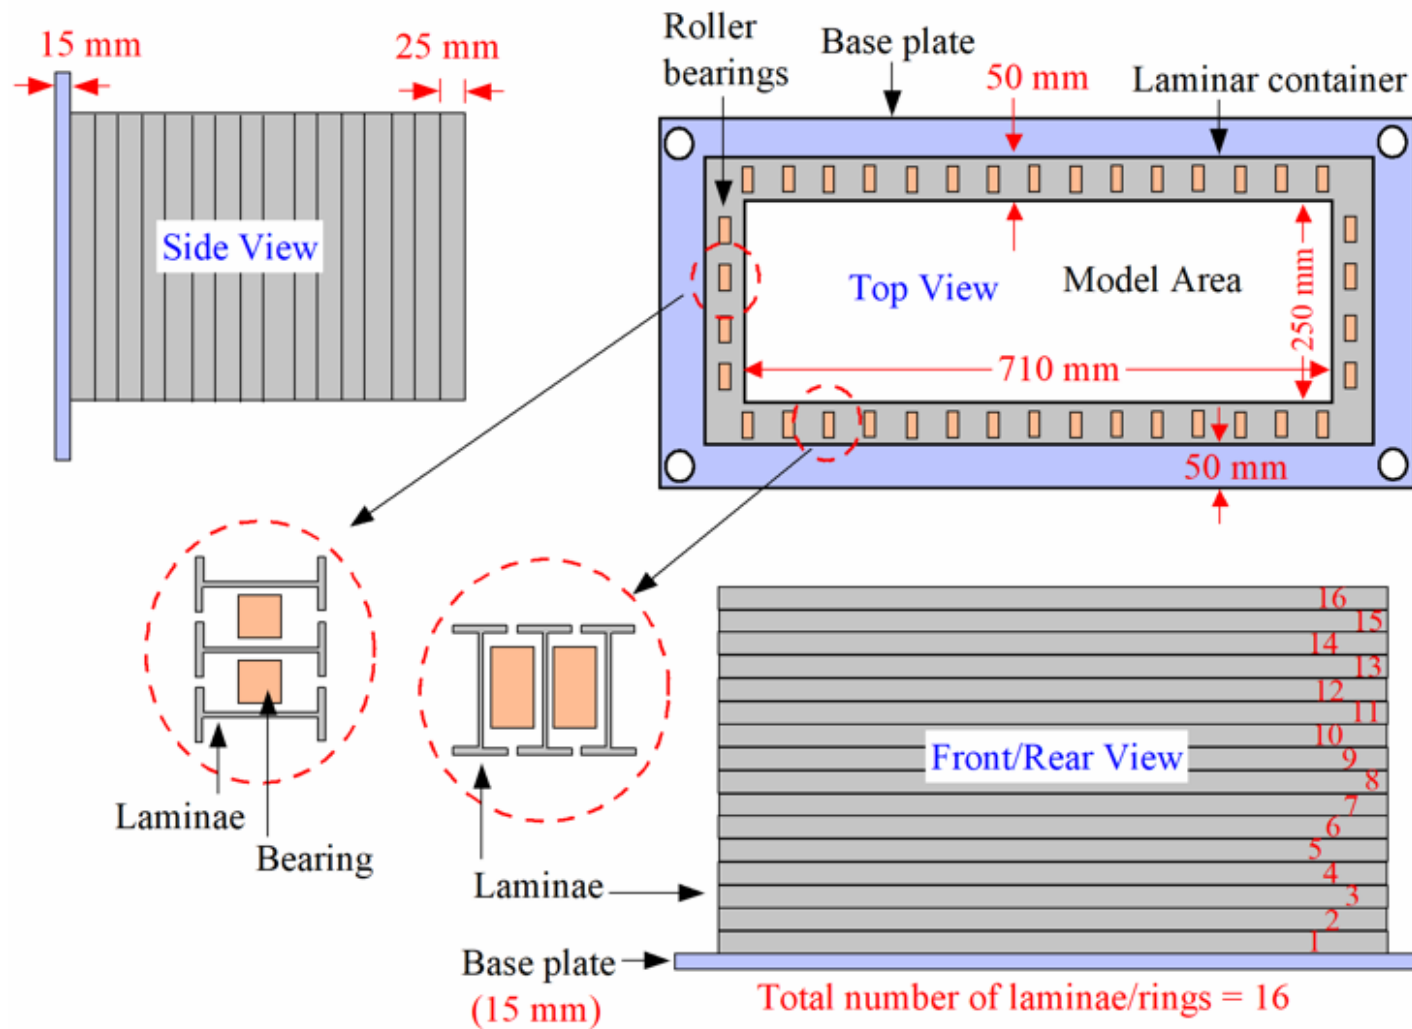 15 mm
25 mm
Side View
Roller
bearings
Base plate
50 mm
Laminar container
Top View
Model Area
250 mm
710 mm
50 mm
Laminae
Bearing
Laminae
Base plate
(15 mm)
16
15
14
13
12
11
10
9
8
7
6
5
4
3
2
1
Front/Rear View
Total number of laminae/rings = 16